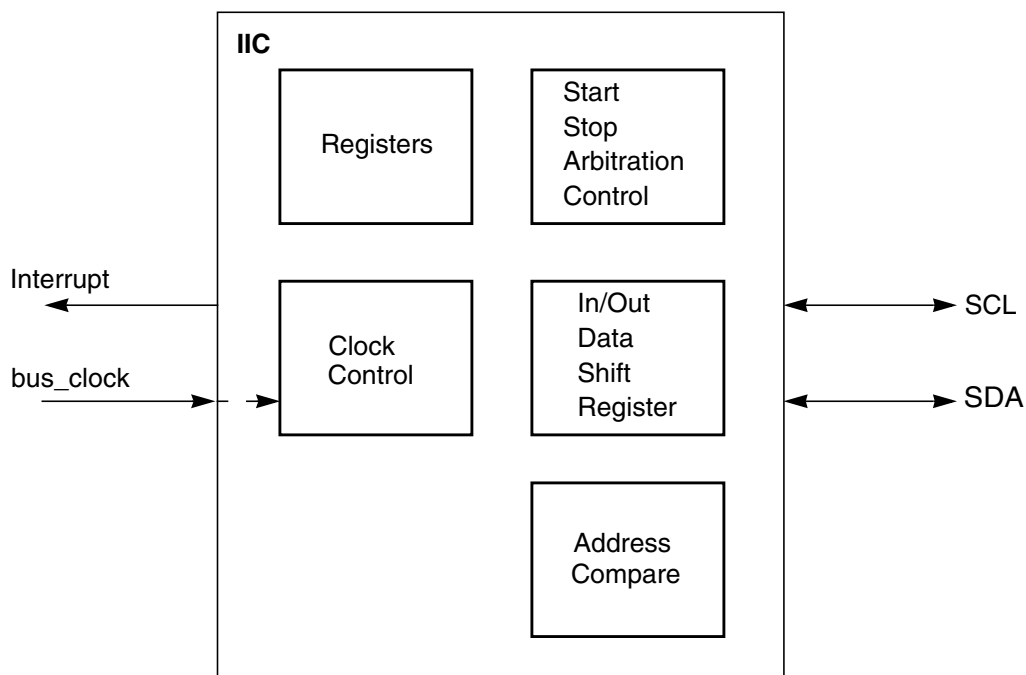 IIC
Registers
Start
Stop
Arbitration
Control
Interrupt
bus_clock
Clock
Control
In/Out
Data
Shift
Register
SCL
SDA
Address
Compare